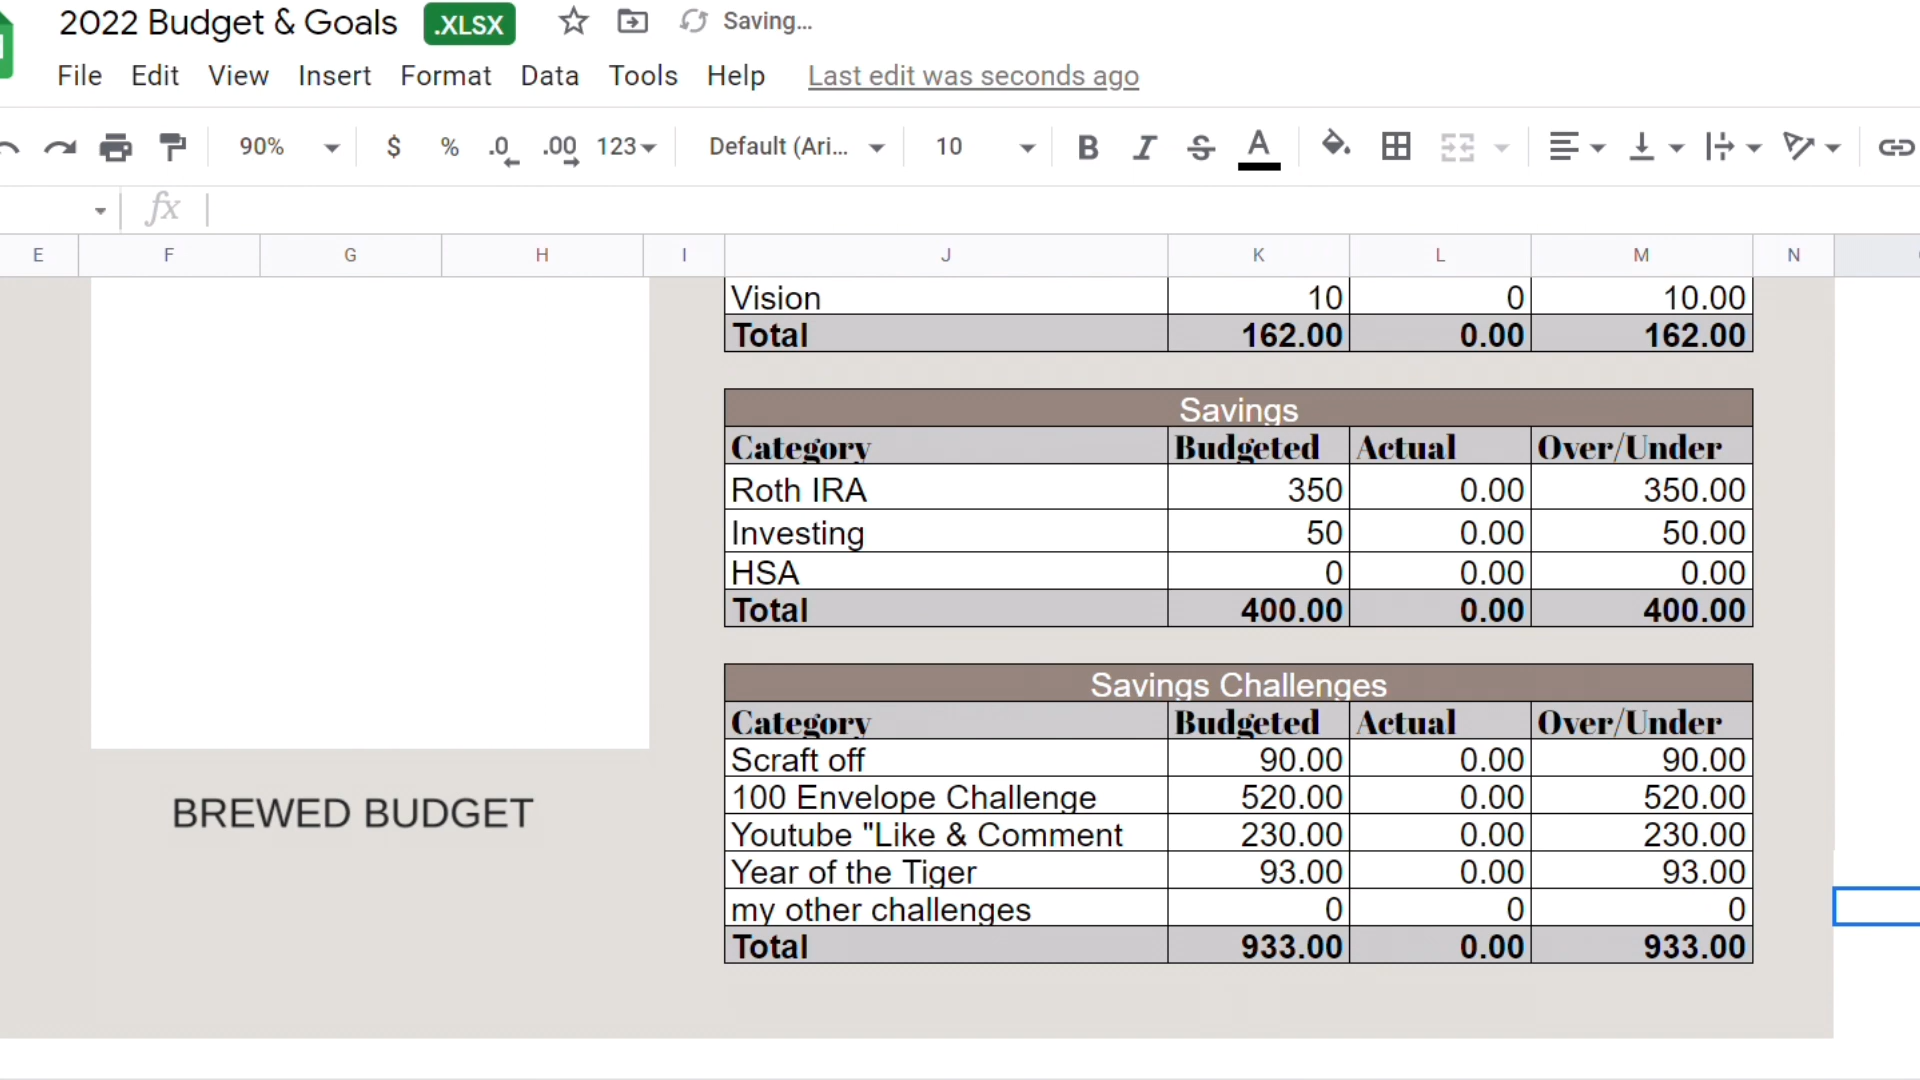 2022 Budget & Goals .XLSX Saving...
File Edit View Insert Format Data Tools Help Last edit was seconds ago
90% $ % .0 .00 123 Default (Ari... 10 B I S A
fx
E F G H I J K L M N
Vision 10 0 10.00
Total 162.00 0.00 162.00
Savings
Category Budgeted Actual Over/Under
Roth IRA 350 0.00 350.00
Investing 50 0.00 50.00
HSA 0 0.00 0.00
Total 400.00 0.00 400.00
Savings Challenges
Category Budgeted Actual Over/Under
Scraft off 90.00 0.00 90.00
100 Envelope Challenge 520.00 0.00 520.00
Youtube "Like & Comment 230.00 0.00 230.00
Year of the Tiger 93.00 0.00 93.00
my other challenges 0 0 0
Total 933.00 0.00 933.00
BREWED BUDGET